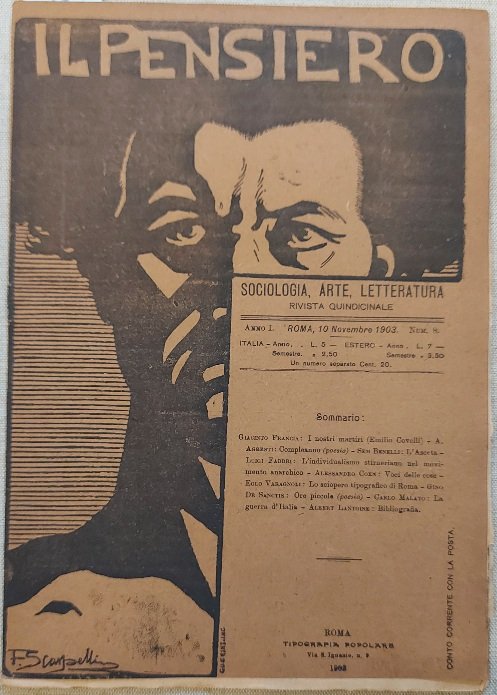 IL PENSIERO
SOCIOLOGIA, ARTE, LETTERATURA
RIVISTA QUINDICINALE
ANNO I. ROMA, 10 Novembre 1903. NUM. 8.
ITALIA - Anno, . L. 5 — ESTERO - Anno . L. 7 —
Semestre. » 2,50 Semestre » 3,50
Un numero separato Cent. 20.
Sommario:
GIACINTO FRANCIA: I nostri martiri (Emilio Covelli) - A.
AGRESTI: Compleanno (poesia) - SEM BENELLI: L'Asceta -
LUIGI FABBRI: L'individualismo stirneriano nel movi-
mento anarchico - ALESSANDRO COEN: Voci delle cose -
EOLO VARAGNOLI: Lo sciopero tipografico di Roma - GINO
DE SANCTIS: Oro piccola (poesia) - CARLO MALATO: La
guerra d'Italia - ALBERT LANTOINE: Bibliografia.
ROMA
TIPOGRAFIA POPOLARE
Via S. Ignazio, n. 9
1903
CONTO CORRENTE CON LA POSTA.
F. Scarpelli